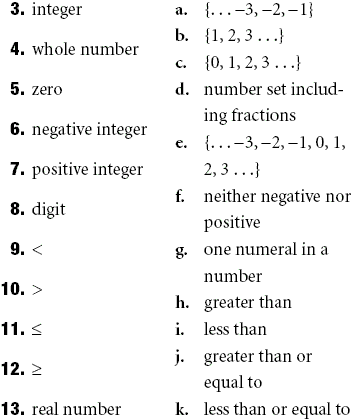 3. integer
4. whole number
5. zero
6. negative integer
7. positive integer
8. digit
9. <
10. >
11. ≤
12. ≥
13. real number
a. {. . . −3, −2, −1}
b. {1, 2, 3 . . .}
c. {0, 1, 2, 3 . . .}
d. number set includ-
ing fractions
e. {. . . −3, −2, −1, 0, 1,
2, 3 . . .}
f. neither negative nor
positive
g. one numeral in a
number
h. greater than
i. less than
j. greater than or
equal to
k. less than or equal to